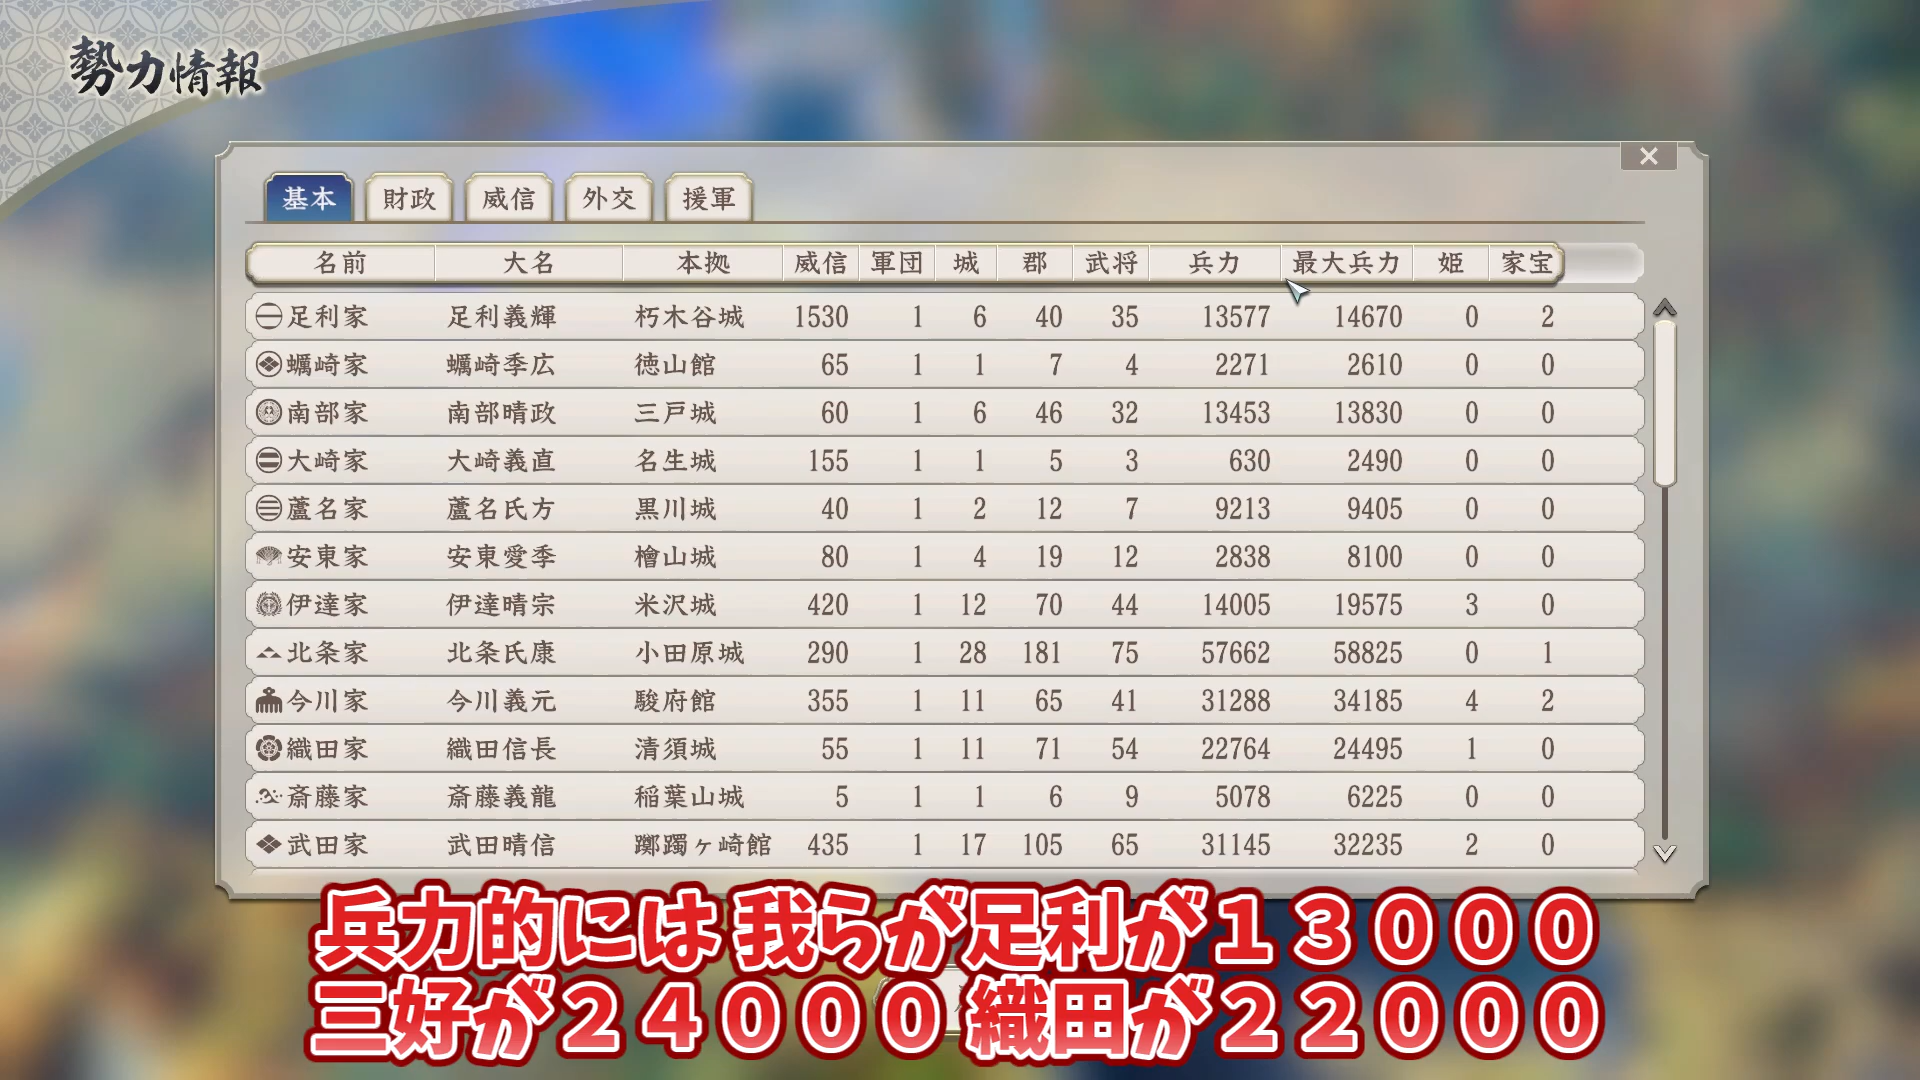 勢力情報
基本 財政 威信 外交 援軍
名前 大名 本拠 威信 軍団 城 郡 武将 兵力 最大兵力 姫 家宝
足利家 足利義輝 朽木谷城 1530 1 6 40 35 13577 14670 0 2
蠣崎家 蠣崎季広 徳山館 65 1 1 7 4 2271 2610 0 0
南部家 南部晴政 三戸城 60 1 6 46 32 13453 13830 0 0
大崎家 大崎義直 名生城 155 1 1 5 3 630 2490 0 0
蘆名家 蘆名氏方 黒川城 40 1 2 12 7 9213 9405 0 0
安東家 安東愛季 檜山城 80 1 4 19 12 2838 8100 0 0
伊達家 伊達晴宗 米沢城 420 1 12 70 44 14005 19575 3 0
北条家 北条氏康 小田原城 290 1 28 181 75 57662 58825 0 1
今川家 今川義元 駿府館 355 1 11 65 41 31288 34185 4 2
織田家 織田信長 清須城 55 1 11 71 54 22764 24495 1 0
斎藤家 斎藤義龍 稲葉山城 5 1 1 6 9 5078 6225 0 0
武田家 武田晴信 躑躅ヶ崎館 435 1 17 105 65 31145 32235 2 0
兵力的には 我らが足利が１３０００
三好が２４０００ 織田が２２０００